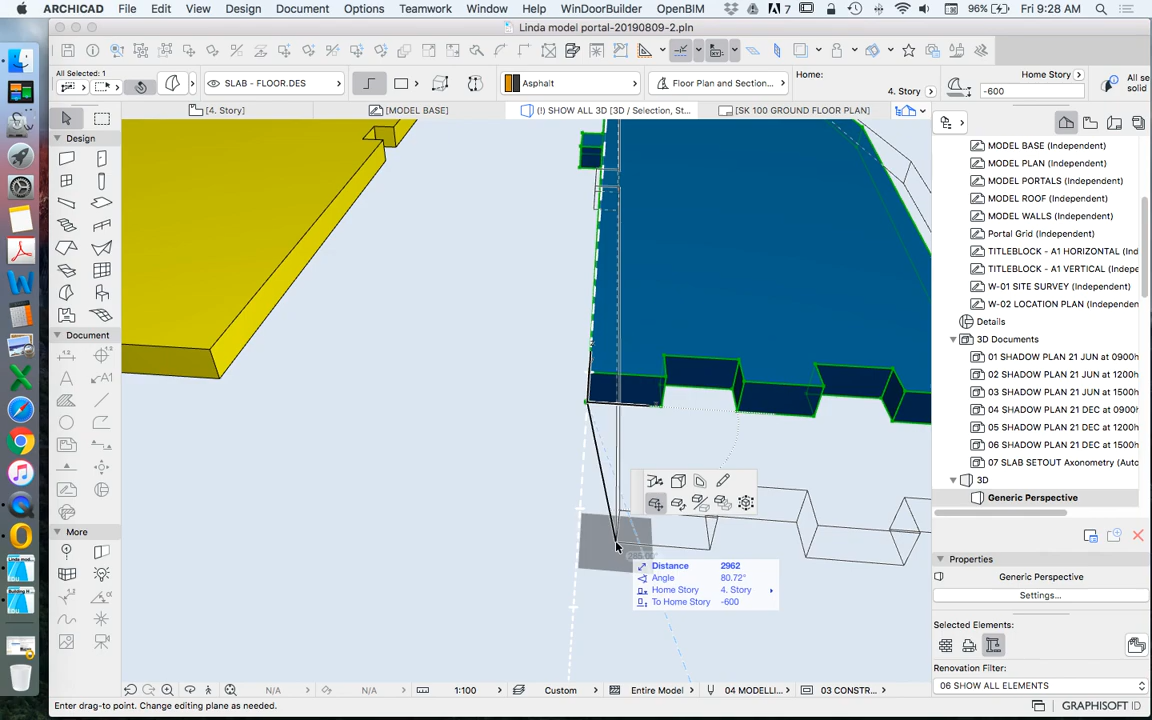 ARCHICAD File Edit View Design Document Options Teamwork Window Help WinDoorBuilder OpenBIM 7 96% Fri 9:28 AM
Linda model portal-20190809-2.pln
All Selected: 1
SLAB - FLOOR.DES
Asphalt
Floor Plan and Section...
Home:
4. Story
Home Story
-600
All se
solid
[4. Story]
[MODEL BASE]
(!) SHOW ALL 3D [3D / Selection, St...
[SK 100 GROUND FLOOR PLAN]
Design
Document
More
MODEL BASE (Independent)
MODEL PLAN (Independent)
MODEL PORTALS (Independent)
MODEL ROOF (Independent)
MODEL WALLS (Independent)
Portal Grid (Independent)
TITLEBLOCK - A1 HORIZONTAL (Ind
TITLEBLOCK - A1 VERTICAL (Indepe
W-01 SITE SURVEY (Independent)
W-02 LOCATION PLAN (Independent
Details
3D Documents
01 SHADOW PLAN 21 JUN at 0900h
02 SHADOW PLAN 21 JUN at 1200h
03 SHADOW PLAN 21 JUN at 1500h
04 SHADOW PLAN 21 DEC at 0900h
05 SHADOW PLAN 21 DEC at 1200h
06 SHADOW PLAN 21 DEC at 1500h
07 SLAB SETOUT Axonometry (Auto
3D
Generic Perspective
Distance 2962
Angle 80.72°
Home Story 4. Story
To Home Story -600
Properties
Generic Perspective
Settings...
Selected Elements:
Renovation Filter:
06 SHOW ALL ELEMENTS
N/A
N/A
1:100
Custom
Entire Model
04 MODELLI...
03 CONSTR...
Enter drag-to point. Change editing plane as needed.
GRAPHISOFT ID